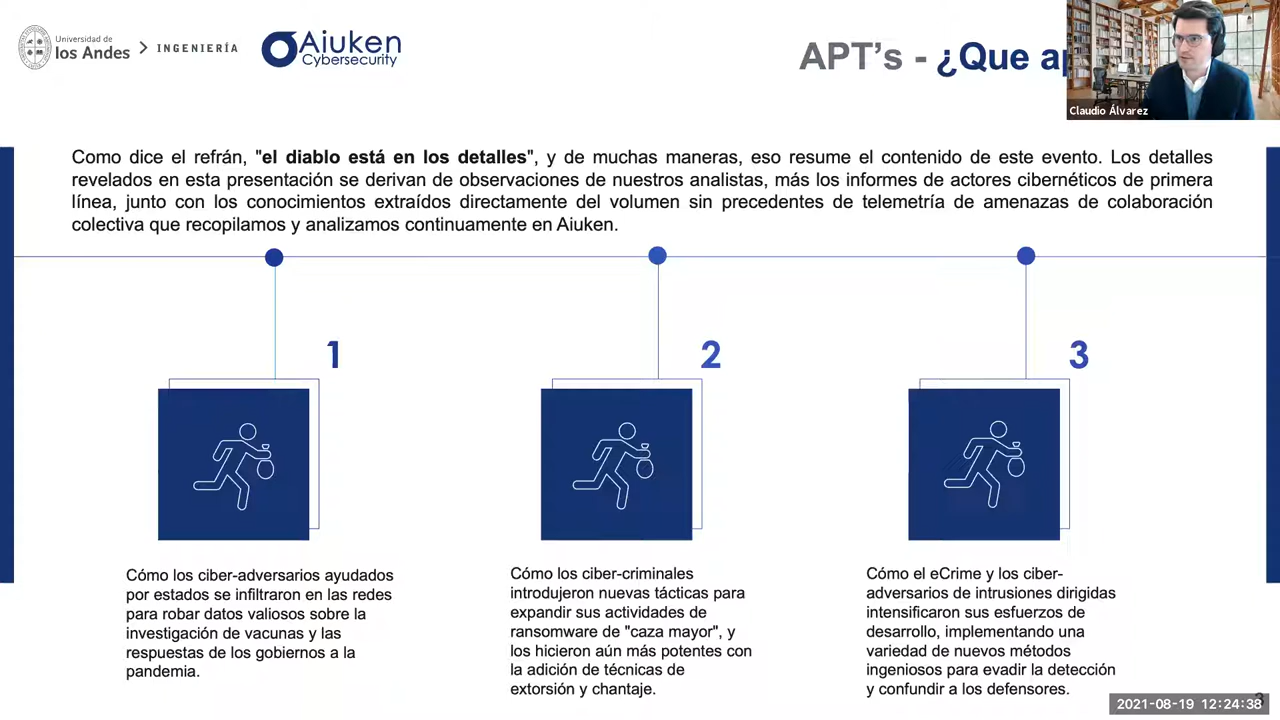 Universidad de
los Andes
INGENIERÍA
Aiuken
Cybersecurity
APT's - ¿Que
Claudio Álvarez
Como dice el refrán, "el diablo está en los detalles", y de muchas maneras, eso resume el contenido de este evento. Los detalles
revelados en esta presentación se derivan de observaciones de nuestros analistas, más los informes de actores cibernéticos de primera
línea, junto con los conocimientos extraídos directamente del volumen sin precedentes de telemetría de amenazas de colaboración
colectiva que recopilamos y analizamos continuamente en Aiuken.
1
2
3
Cómo los ciber-adversarios ayudados
por estados se infiltraron en las redes
para robar datos valiosos sobre la
investigación de vacunas y las
respuestas de los gobiernos a la
pandemia.
Cómo los ciber-criminales
introdujeron nuevas tácticas para
expandir sus actividades de
ransomware de "caza mayor", y
los hicieron aún más potentes con
la adición de técnicas de
extorsión y chantaje.
Cómo el eCrime y los ciber-
adversarios de intrusiones dirigidas
intensificaron sus esfuerzos de
desarrollo, implementando una
variedad de nuevos métodos
ingeniosos para evadir la detección
y confundir a los defensores.
2021-08-19 12:24:38